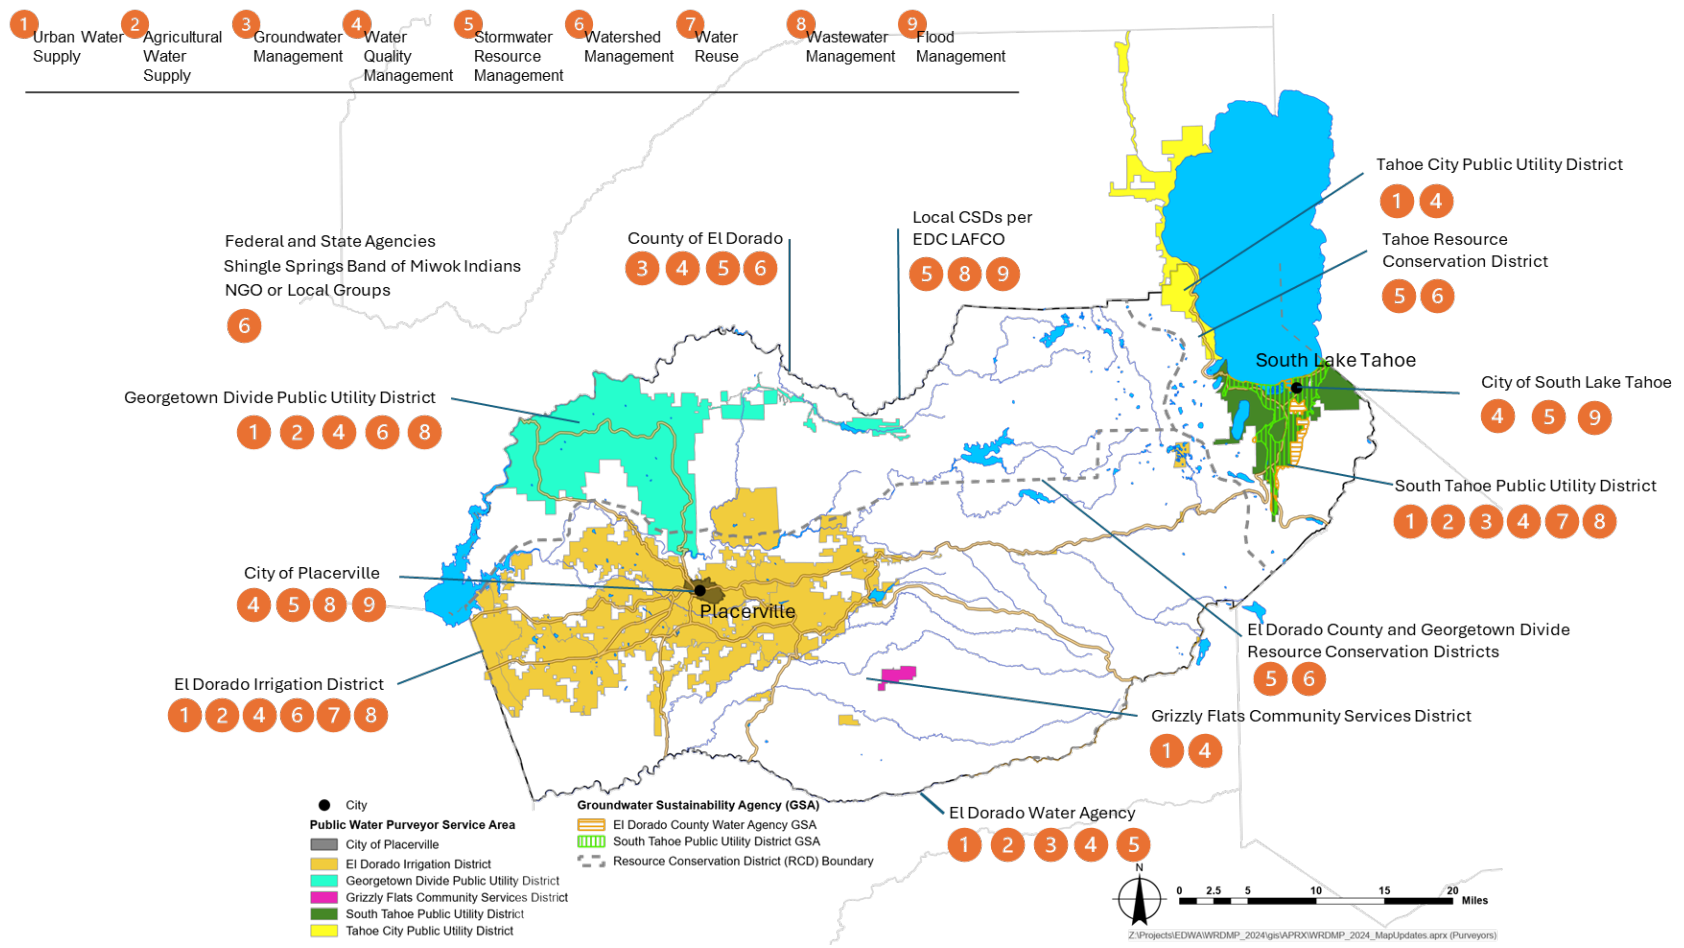 1 Urban Water Supply
2 Agricultural Water Supply
3 Groundwater Management
4 Water Quality Management
5 Stormwater Resource Management
6 Watershed Management
7 Water Reuse
8 Wastewater Management
9 Flood Management
Tahoe City Public Utility District
1 4
Tahoe Resource
Conservation District
5 6
Local CSDs per
EDC LAFCO
5 8 9
County of El Dorado
3 4 5 6
Federal and State Agencies
Shingle Springs Band of Miwok Indians
NGO or Local Groups
6
South Lake Tahoe
City of South Lake Tahoe
4 5 9
Georgetown Divide Public Utility District
1 2 4 6 8
South Tahoe Public Utility District
1 2 3 4 7 8
City of Placerville
4 5 8 9
Placerville
El Dorado County and Georgetown Divide
Resource Conservation Districts
5 6
El Dorado Irrigation District
1 2 4 6 7 8
Grizzly Flats Community Services District
1 4
El Dorado Water Agency
1 2 3 4 5
City
Public Water Purveyor Service Area
City of Placerville
El Dorado Irrigation District
Georgetown Divide Public Utility District
Grizzly Flats Community Services District
South Tahoe Public Utility District
Tahoe City Public Utility District
Groundwater Sustainability Agency (GSA)
El Dorado County Water Agency GSA
South Tahoe Public Utility District GSA
Resource Conservation District (RCD) Boundary
N
0 2.5 5 10 15 20
Miles
Z:\Projects\EDWA\WRDMP_2024\gis\APRX\WRDMP_2024_MapUpdates.aprx (Purveyors)